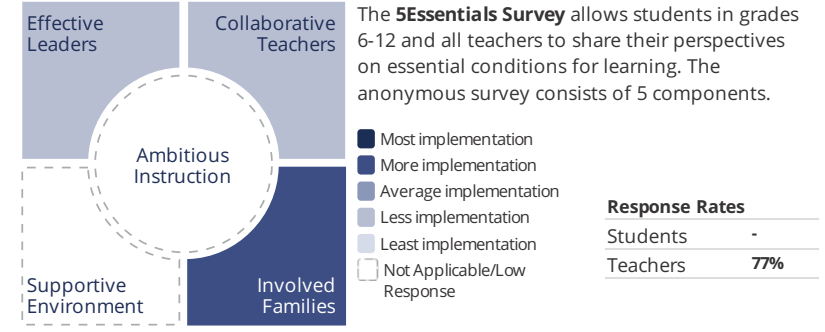 Effective
Leaders
Collaborative
Teachers
Ambitious
Instruction
Supportive
Environment
Involved
Families
The 5Essentials Survey allows students in grades
6-12 and all teachers to share their perspectives
on essential conditions for learning. The
anonymous survey consists of 5 components.
Most implementation
More implementation
Average implementation
Less implementation
Least implementation
Not Applicable/Low
Response
Response Rates
Students -
Teachers 77%